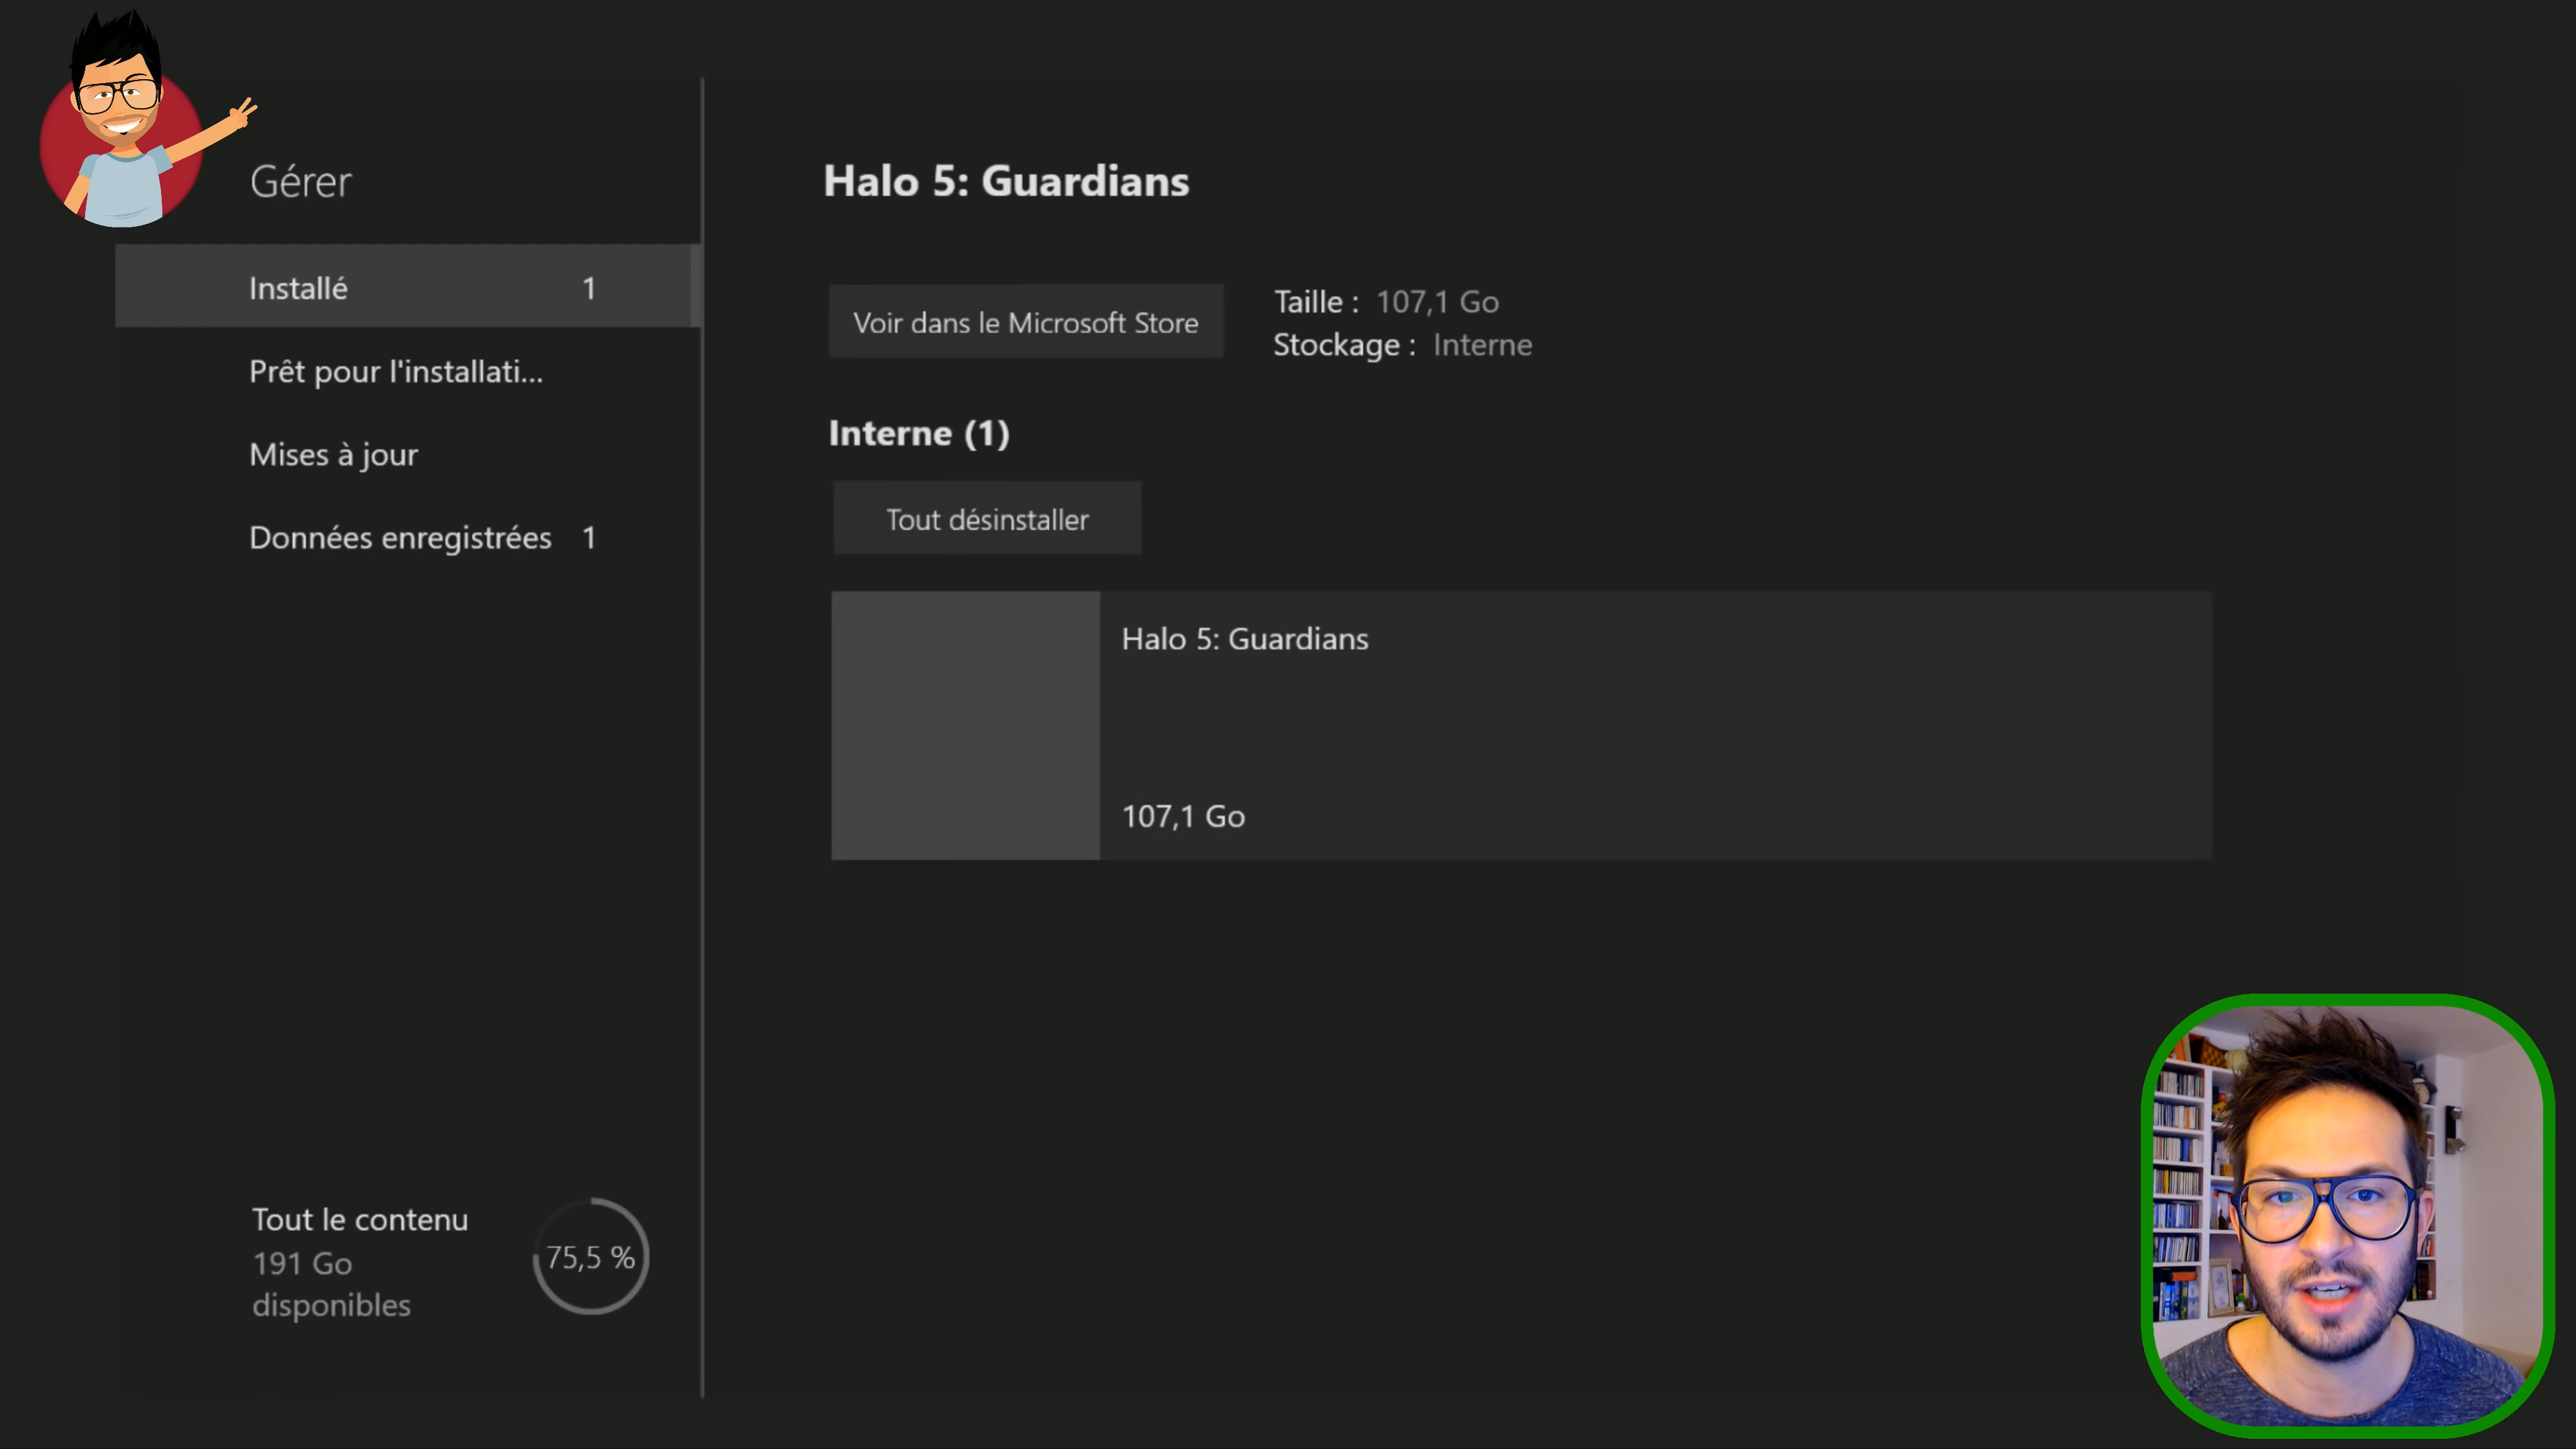 Gérer
Installé 1
Prêt pour l'installati...
Mises à jour
Données enregistrées 1
Tout le contenu
191 Go
disponibles
75,5 %
Halo 5: Guardians
Voir dans le Microsoft Store
Taille : 107,1 Go
Stockage : Interne
Interne (1)
Tout désinstaller
Halo 5: Guardians
107,1 Go